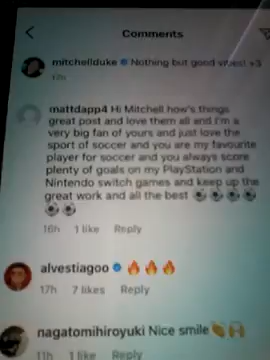 Comments
mitchellduke Nothing but good vibes! <3
17h
mattdapp4 Hi Mitchell how's things
great post and love them all and i'm a
very big fan of yours and just love the
sport of soccer and you are my favourite
player for soccer and you always score
plenty of goals on my PlayStation and
Nintendo switch games and keep up the
great work and all the best ⚽⚽⚽⚽
⚽⚽
16h 1 like Reply
alvestiagoo 🔥🔥🔥
17h 7 likes Reply
nagatomihiroyuki Nice smile👏🙌
11h 1 like Reply